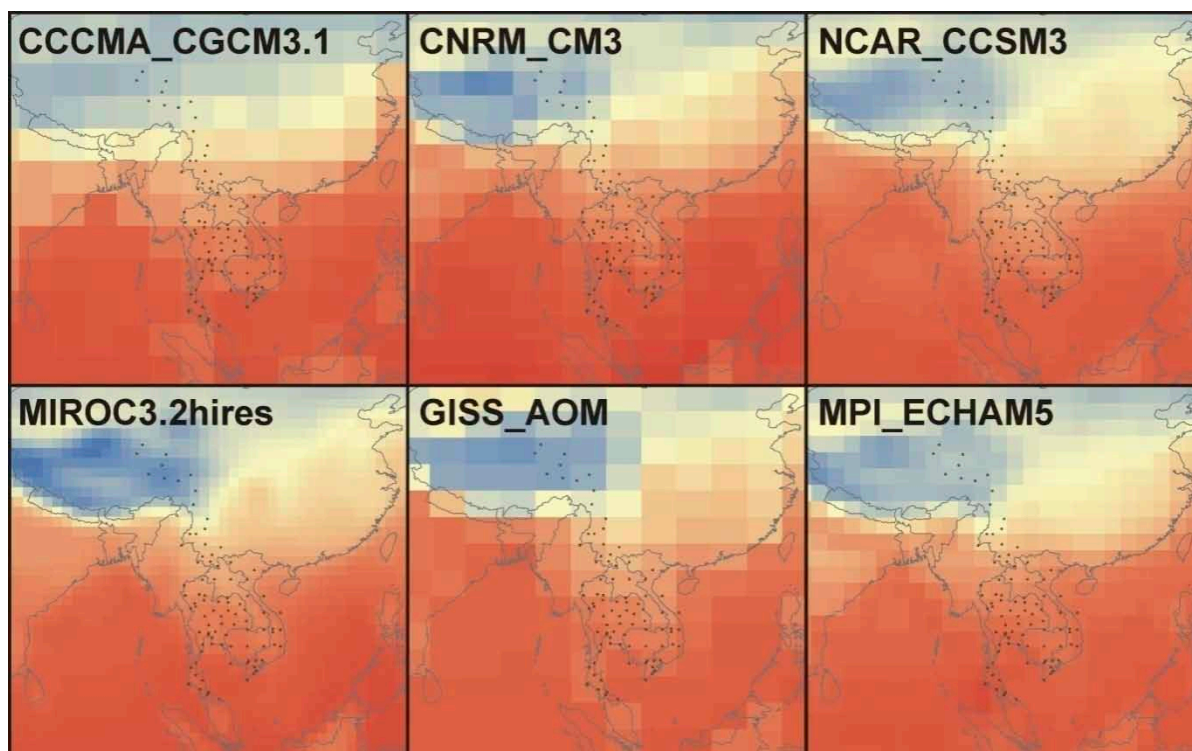 CCCMA_CGCM3.1
CNRM_CM3
NCAR_CCSM3
MIROC3.2hires
GISS_AOM
MPI_ECHAM5